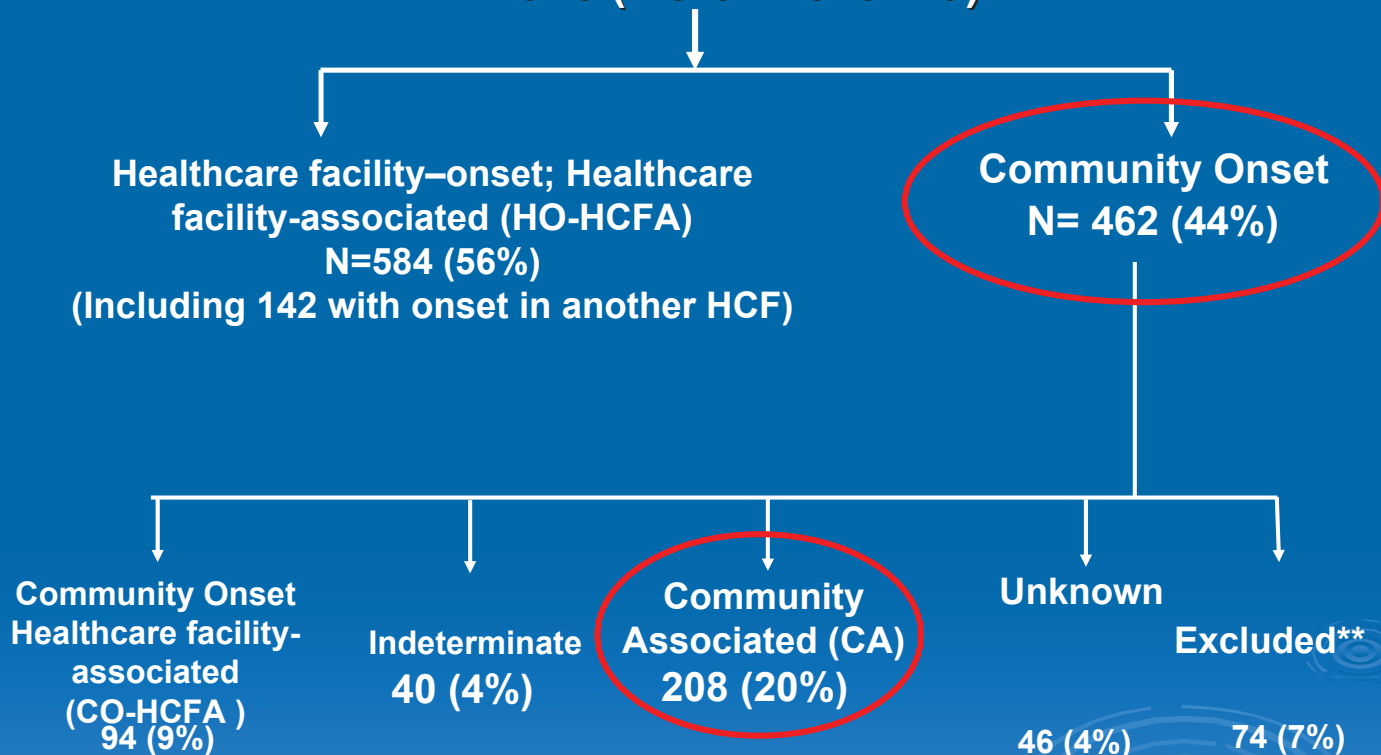 Healthcare facility–onset; Healthcare
facility-associated (HO-HCFA)
N=584 (56%)
(Including 142 with onset in another HCF)
Community Onset
N= 462 (44%)
Community Onset
Healthcare facility-
associated
(CO-HCFA )
94 (9%)
Indeterminate
40 (4%)
Community
Associated (CA)
208 (20%)
Unknown
46 (4%)
Excluded**
74 (7%)